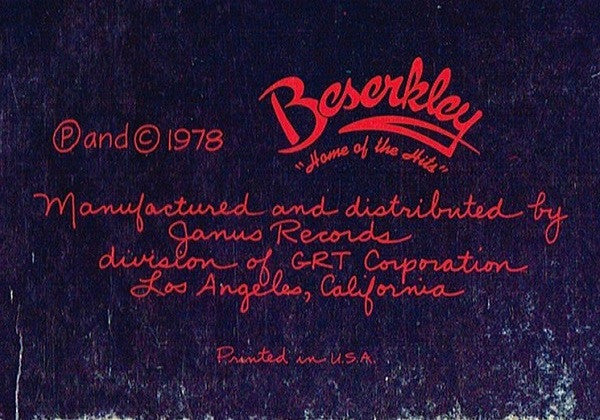 Beserkley
℗ and © 1978
"Home of the Hits"
Manufactured and distributed by
Janus Records
division of GRT Corporation
Los Angeles, California
Printed in U.S.A.